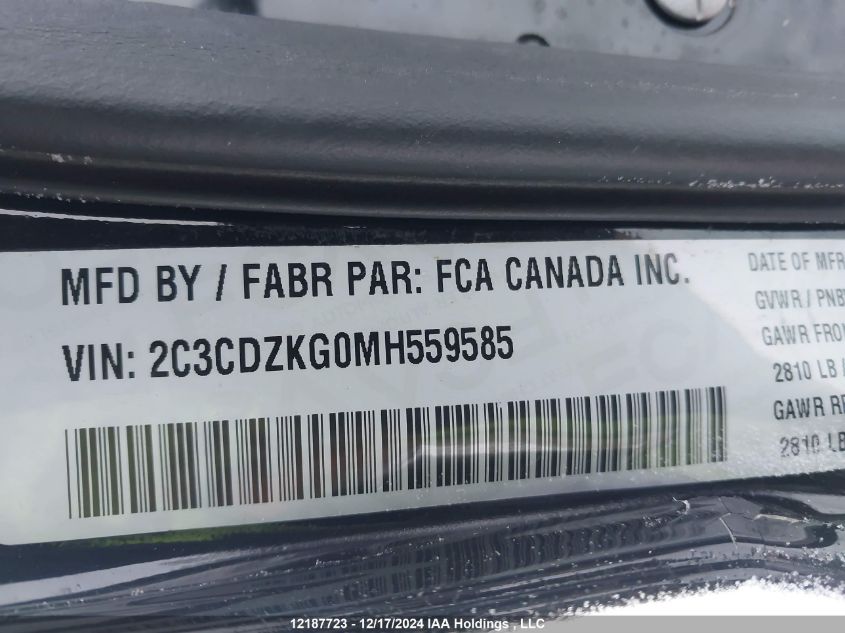 MFD BY / FABR PAR: FCA CANADA INC.
VIN: 2C3CDZKG0MH559585
DATE OF MFR
GVWR / PNB
GAWR FRO
2810 LB /
GAWR R
2810 LB
12187723 - 12/17/2024 IAA Holdings , LLC